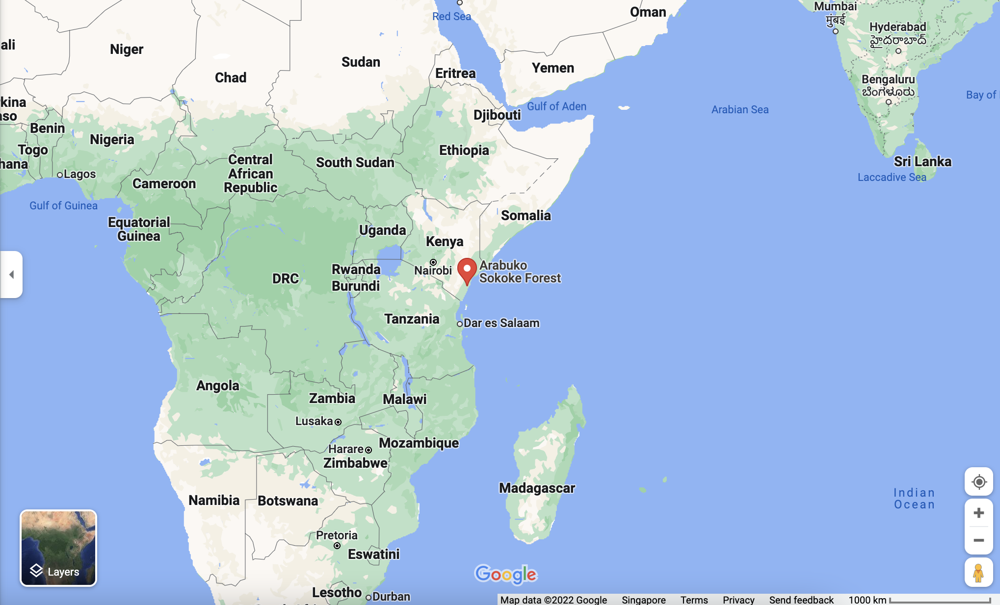 Red Sea
Oman
Mumbai
मुंबई
Hyderabad
హైదరాబాద్
ali
Niger
Chad
Sudan
Eritrea
Yemen
Bengaluru
ಬೆಂಗಳೂರು
Bay of
kina
aso
Gulf of Aden
Arabian Sea
Djibouti
Benin
Nigeria
Togo
hana
Lagos
Ethiopia
Central
African
Republic
South Sudan
Sri Lanka
Laccadive Sea
Cameroon
Gulf of Guinea
Equatorial
Guinea
Uganda
Somalia
Kenya
Nairobi
Arabuko
Sokoke Forest
Rwanda
Burundi
DRC
Tanzania
Dar es Salaam
Angola
Zambia
Malawi
Lusaka
Mozambique
Harare
Zimbabwe
Madagascar
Indian
Ocean
Namibia
Botswana
Pretoria
Eswatini
Layers
Google
Lesotho
Durban
Map data ©2022 Google Singapore Terms Privacy Send feedback 1000 km